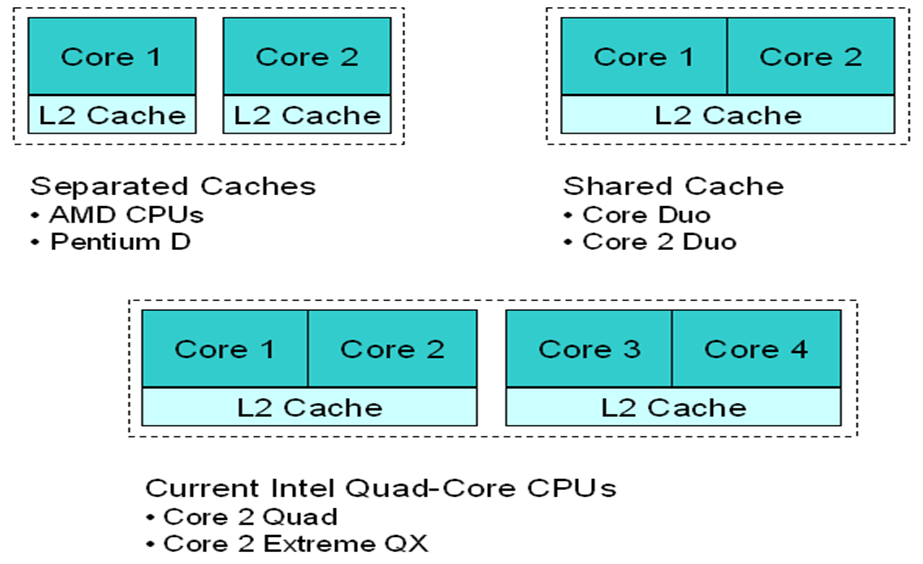 Core 1
Core 2
L2 Cache
L2 Cache
Separated Caches
• AMD CPUs
• Pentium D
Core 1
Core 2
L2 Cache
Shared Cache
• Core Duo
• Core 2 Duo
Core 1
Core 2
L2 Cache
Core 3
Core 4
L2 Cache
Current Intel Quad-Core CPUs
• Core 2 Quad
• Core 2 Extreme QX